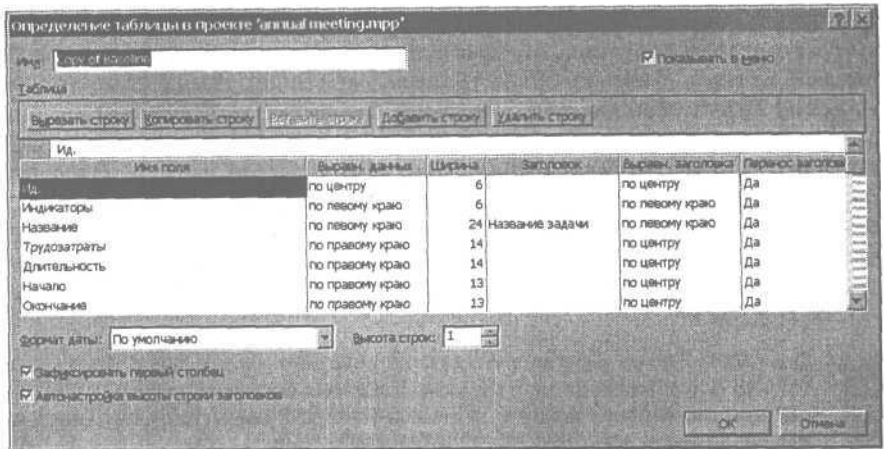 Определение таблицы в проекте 'annual meeting.mpp'
Имя: Copy of Baseline Показывать в меню
Таблица
Вырезать строку Копировать строку Вставить строку Добавить строку Удалить строку
Ид.
Имя поля Выравн. данных Ширина Заголовок Выравн. заголовка Перенос заголов
Ид. по центру 6 по центру Да
Индикаторы по левому краю 6 по левому краю Да
Название по левому краю 24 Название задачи по левому краю Да
Трудозатраты по правому краю 14 по центру Да
Длительность по правому краю 14 по центру Да
Начало по правому краю 13 по центру Да
Окончание по правому краю 13 по центру Да
Формат даты: По умолчанию Высота строк: 1
Зафиксировать первый столбец
Автонастройка высоты строки заголовков
ОК Отмена